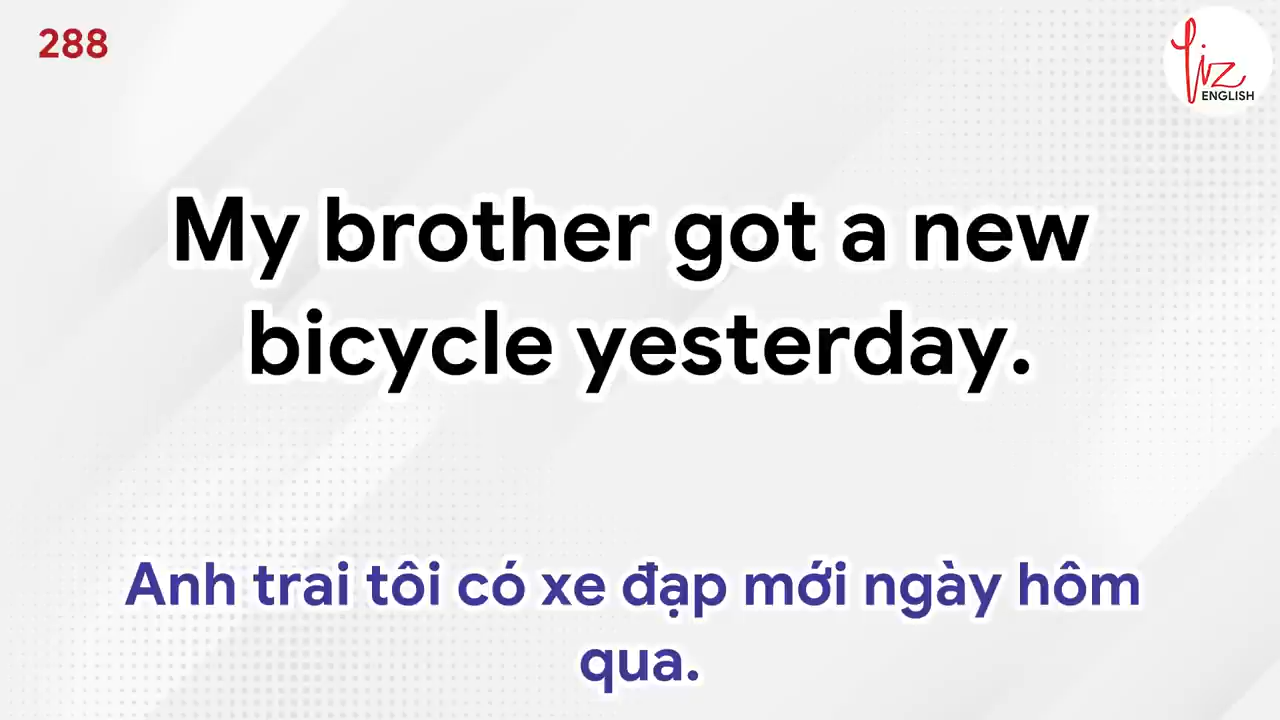 288
Liz
ENGLISH
My brother got a new
bicycle yesterday.
Anh trai tôi có xe đạp mới ngày hôm
qua.